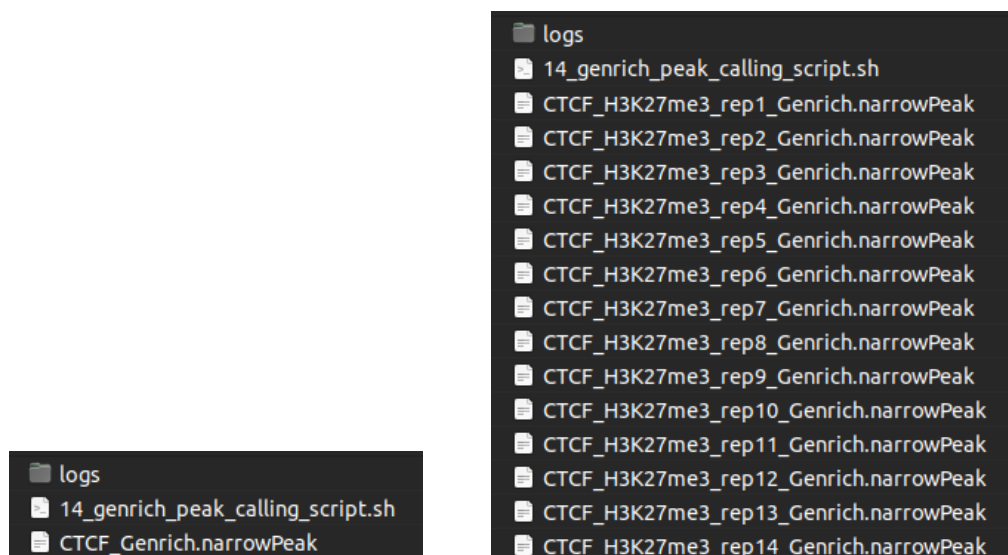 logs
14_genrich_peak_calling_script.sh
CTCF_Genrich.narrowPeak
logs
14_genrich_peak_calling_script.sh
CTCF_H3K27me3_rep1_Genrich.narrowPeak
CTCF_H3K27me3_rep2_Genrich.narrowPeak
CTCF_H3K27me3_rep3_Genrich.narrowPeak
CTCF_H3K27me3_rep4_Genrich.narrowPeak
CTCF_H3K27me3_rep5_Genrich.narrowPeak
CTCF_H3K27me3_rep6_Genrich.narrowPeak
CTCF_H3K27me3_rep7_Genrich.narrowPeak
CTCF_H3K27me3_rep8_Genrich.narrowPeak
CTCF_H3K27me3_rep9_Genrich.narrowPeak
CTCF_H3K27me3_rep10_Genrich.narrowPeak
CTCF_H3K27me3_rep11_Genrich.narrowPeak
CTCF_H3K27me3_rep12_Genrich.narrowPeak
CTCF_H3K27me3_rep13_Genrich.narrowPeak
CTCF_H3K27me3_rep14_Genrich.narrowPeak